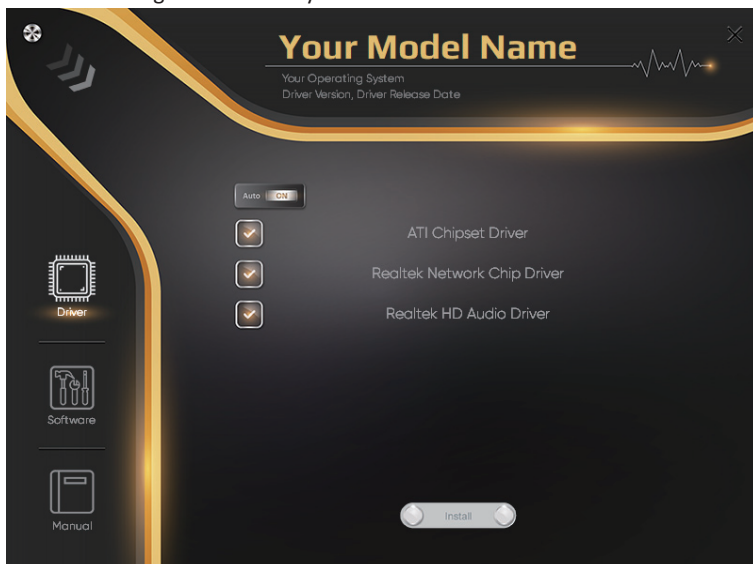 Your Model Name
Your Operating System
Driver Version, Driver Release Date
Auto ON
ATI Chipset Driver
Realtek Network Chip Driver
Realtek HD Audio Driver
Driver
Software
Manual
Install